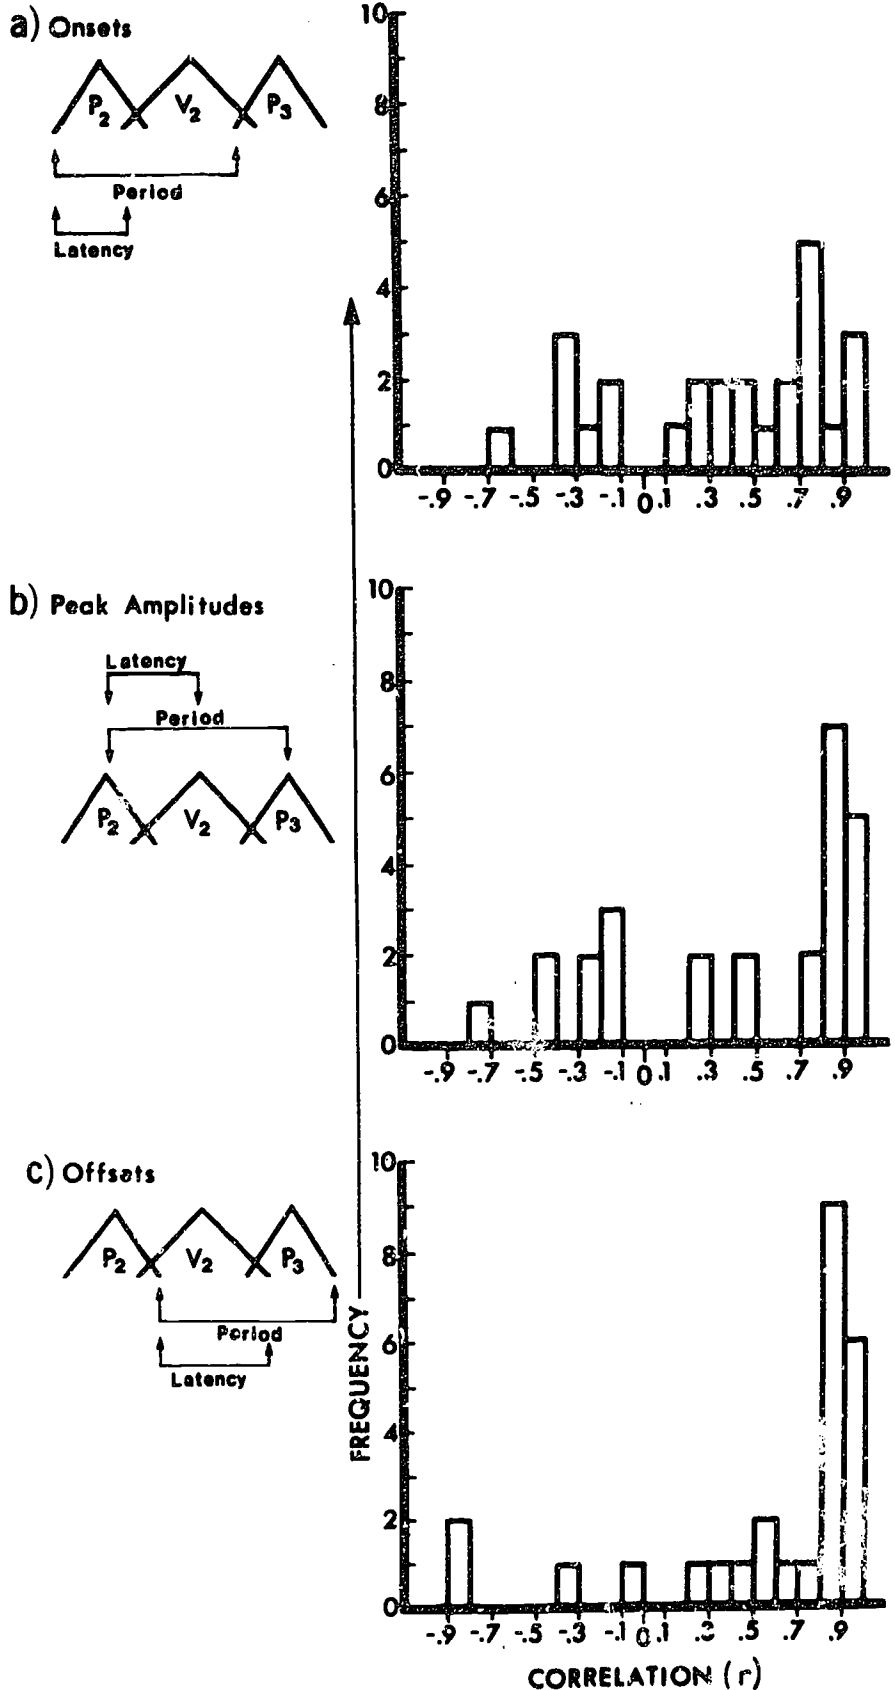 a) Onsets
P2 V2 P3
Period
Latency
10
8
6
4
2
0
-.9 -.7 -.5 -.3 -.1 0 .1 .3 .5 .7 .9
b) Peak Amplitudes
Latency
Period
P2 V2 P3
10
8
6
4
2
0
-.9 -.7 -.5 -.3 -.1 0 .1 .3 .5 .7 .9
c) Offsets
P2 V2 P3
Period
Latency
FREQUENCY
10
8
6
4
2
0
-.9 -.7 -.5 -.3 -.1 0 .1 .3 .5 .7 .9
CORRELATION (r)